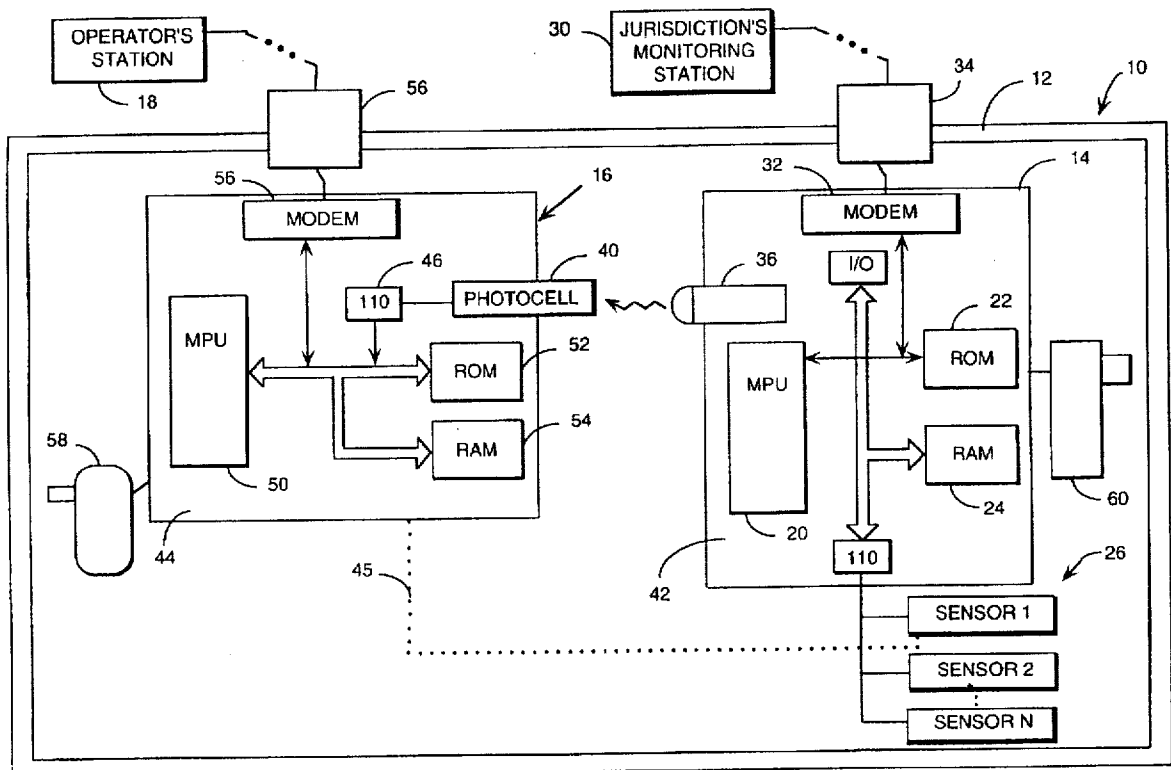 OPERATOR'S
STATION
18
56
30
JURISDICTION'S
MONITORING
STATION
34
12
10
56
MODEM
16
32
MODEM
14
46
110
40
PHOTOCELL
36
I/O
22
ROM
MPU
52
ROM
MPU
54
RAM
RAM
24
58
50
20
60
44
42
110
26
45
SENSOR 1
SENSOR 2
SENSOR N